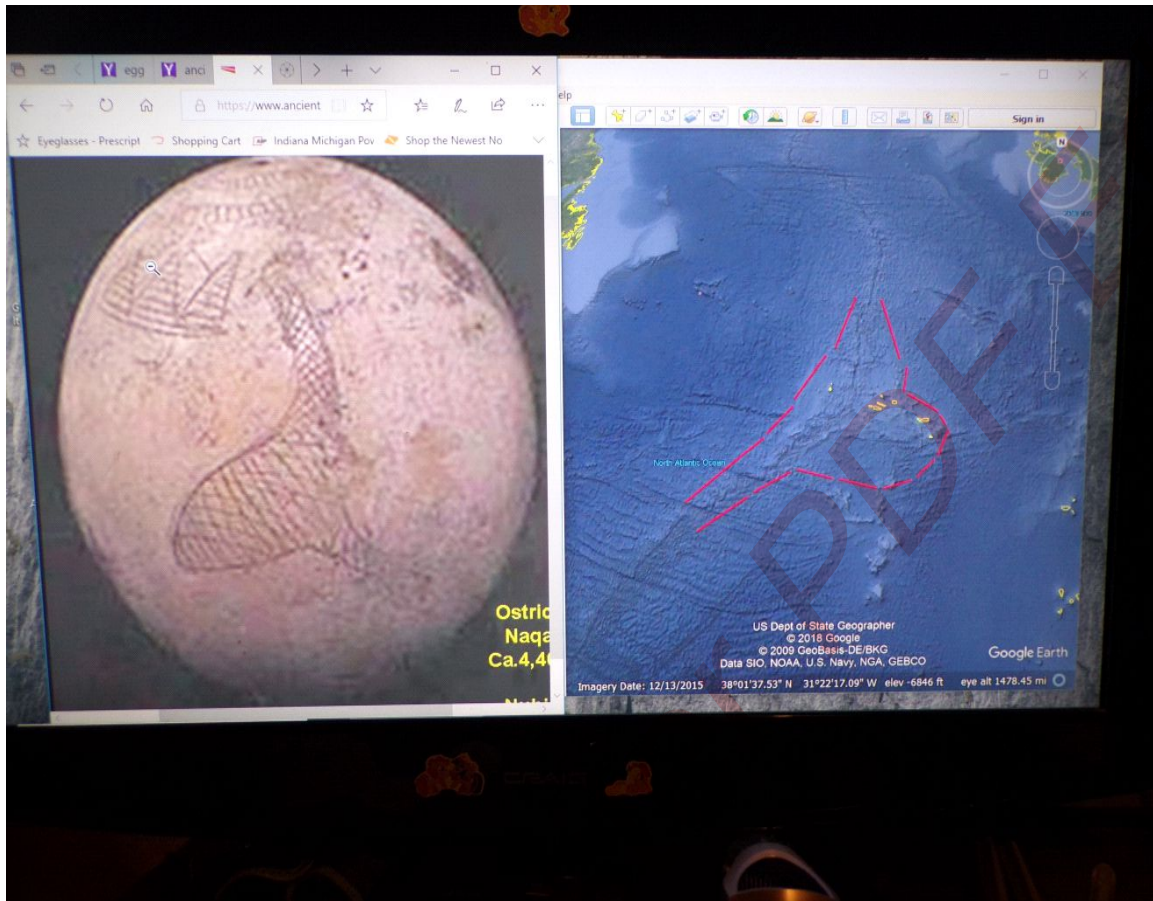 egg
anci
https://www.ancient
Eyeglasses - Prescript
Shopping Cart
Indiana Michigan Pov
Shop the Newest No
Ostric
Naqa
Ca.4,4
elp
Sign in
N
North Atlantic Ocean
US Dept of State Geographer
© 2018 Google
© 2009 GeoBasis-DE/BKG
Data SIO, NOAA, U.S. Navy, NGA, GEBCO
Google Earth
Imagery Date: 12/13/2015 38°01'37.53" N 31°22'17.09" W elev -6846 ft eye alt 1478.45 mi
PDF